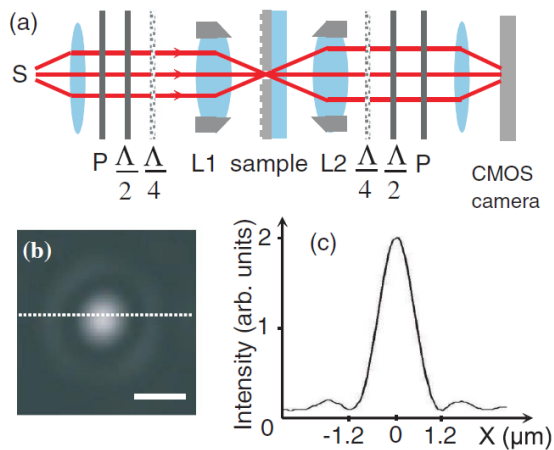 (a)
S
P Λ/2 Λ/4 L1 sample L2 Λ/4 Λ/2 P
CMOS
camera
(b)
(c)
Intensity (arb. units)
2
1
0
-1.2 0 1.2 X (μm)